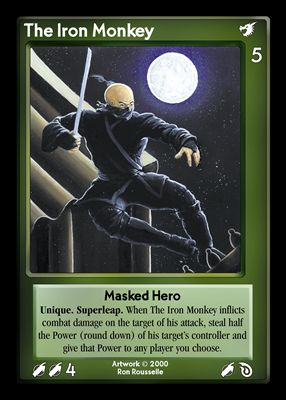 The Iron Monkey
5
Masked Hero
Unique. Superleap. When The Iron Monkey inflicts
combat damage on the target of his attack, steal half
the Power (round down) of his target's controller and
give that Power to any player you choose.
4
Artwork © 2000
Ron Rousselle